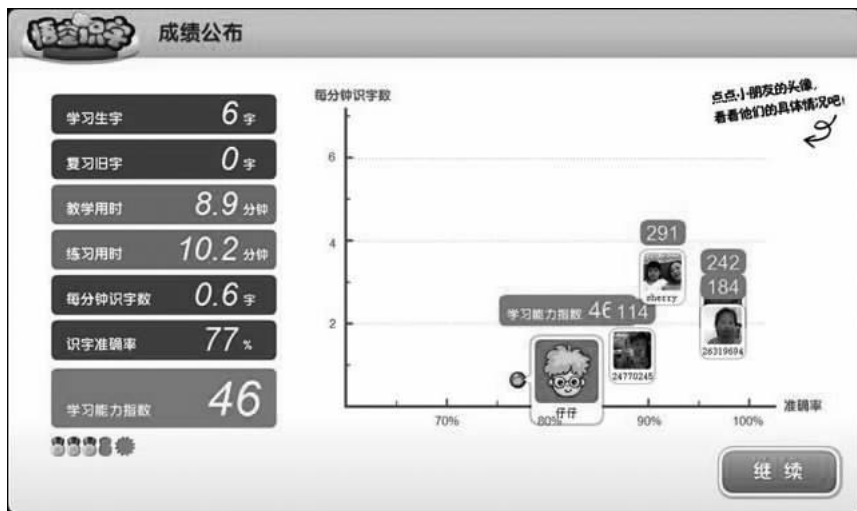 悟空识字
成绩公布
学习生字 6 字
复习旧字 0 字
教学用时 8.9 分钟
练习用时 10.2 分钟
每分钟识字数 0.6 字
识字准确率 77 %
学习能力指数 46
每分钟识字数
点点小朋友的头像,
看看他们的具体情况吧!
6
4
2
291
sherry
242
184
26319694
学习能力指数 46
114
24770245
仔仔
70%
80%
90%
100%
准确率
继续